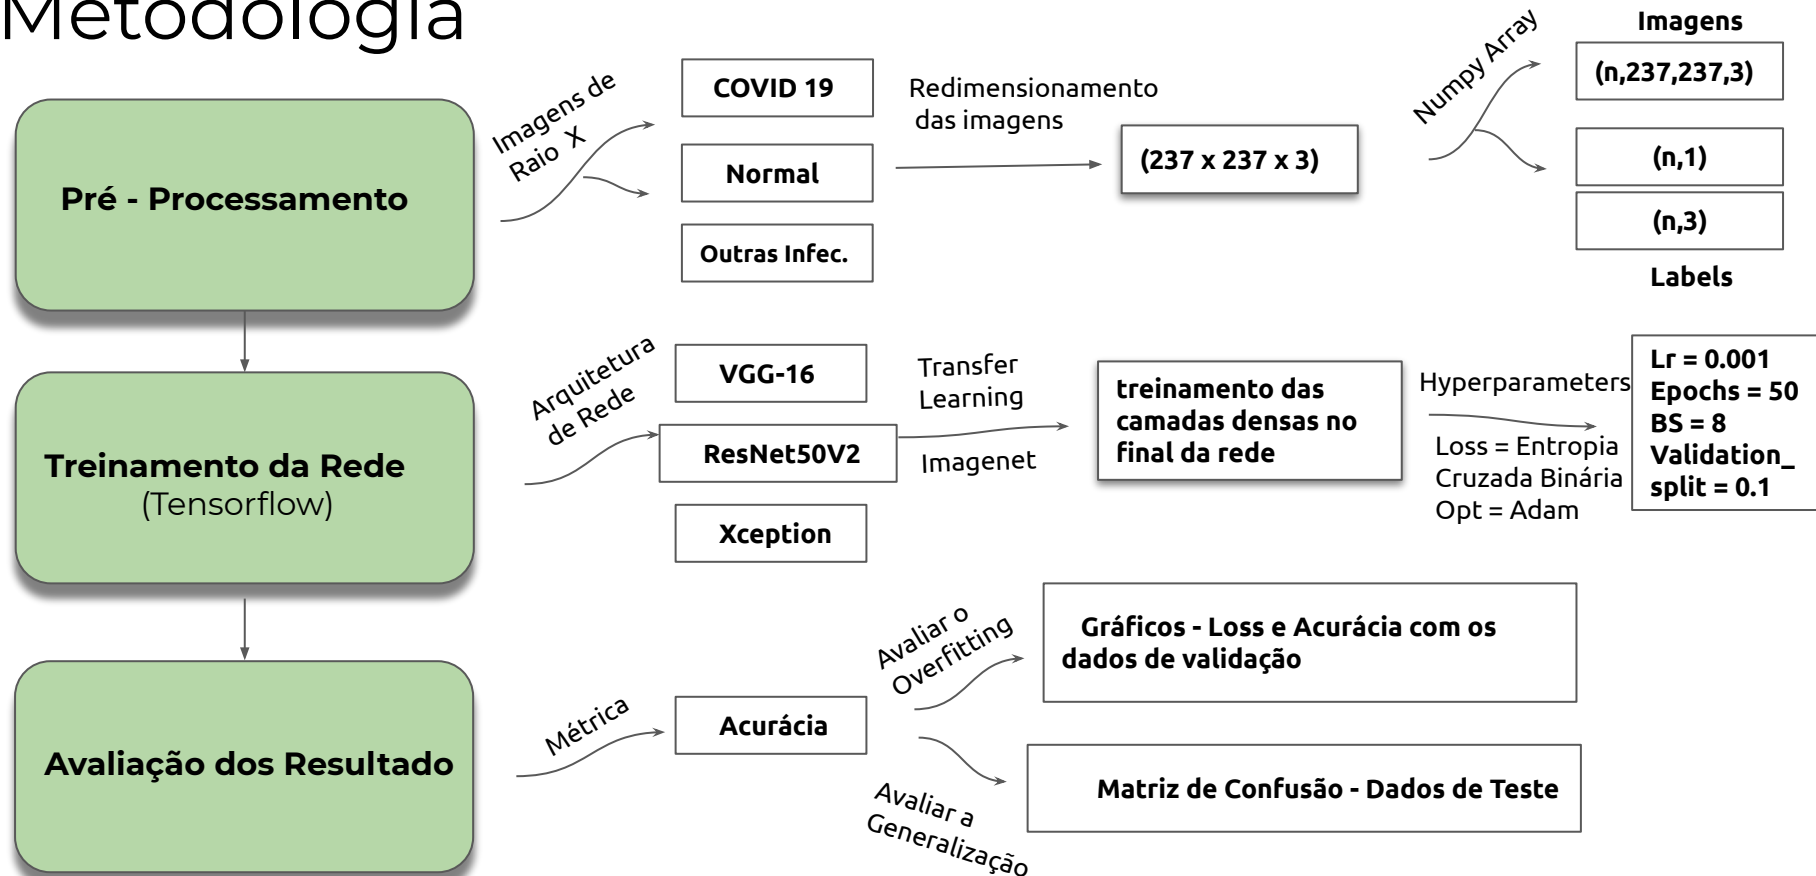 Metodologia
Pré - Processamento
Imagens de
Raio X
COVID 19
Normal
Outras Infec.
Redimensionamento
das imagens
(237 x 237 x 3)
Numpy Array
Imagens
(n,237,237,3)
(n,1)
(n,3)
Labels
Treinamento da Rede
(Tensorflow)
Arquitetura
de Rede
VGG-16
ResNet50V2
Xception
Transfer
Learning
Imagenet
treinamento das
camadas densas no
final da rede
Hyperparameters
Loss = Entropia
Cruzada Binária
Opt = Adam
Lr = 0.001
Epochs = 50
BS = 8
Validation_
split = 0.1
Avaliação dos Resultado
Métrica
Acurácia
Avaliar o
Overfitting
Gráficos - Loss e Acurácia com os
dados de validação
Avaliar a
Generalização
Matriz de Confusão - Dados de Teste